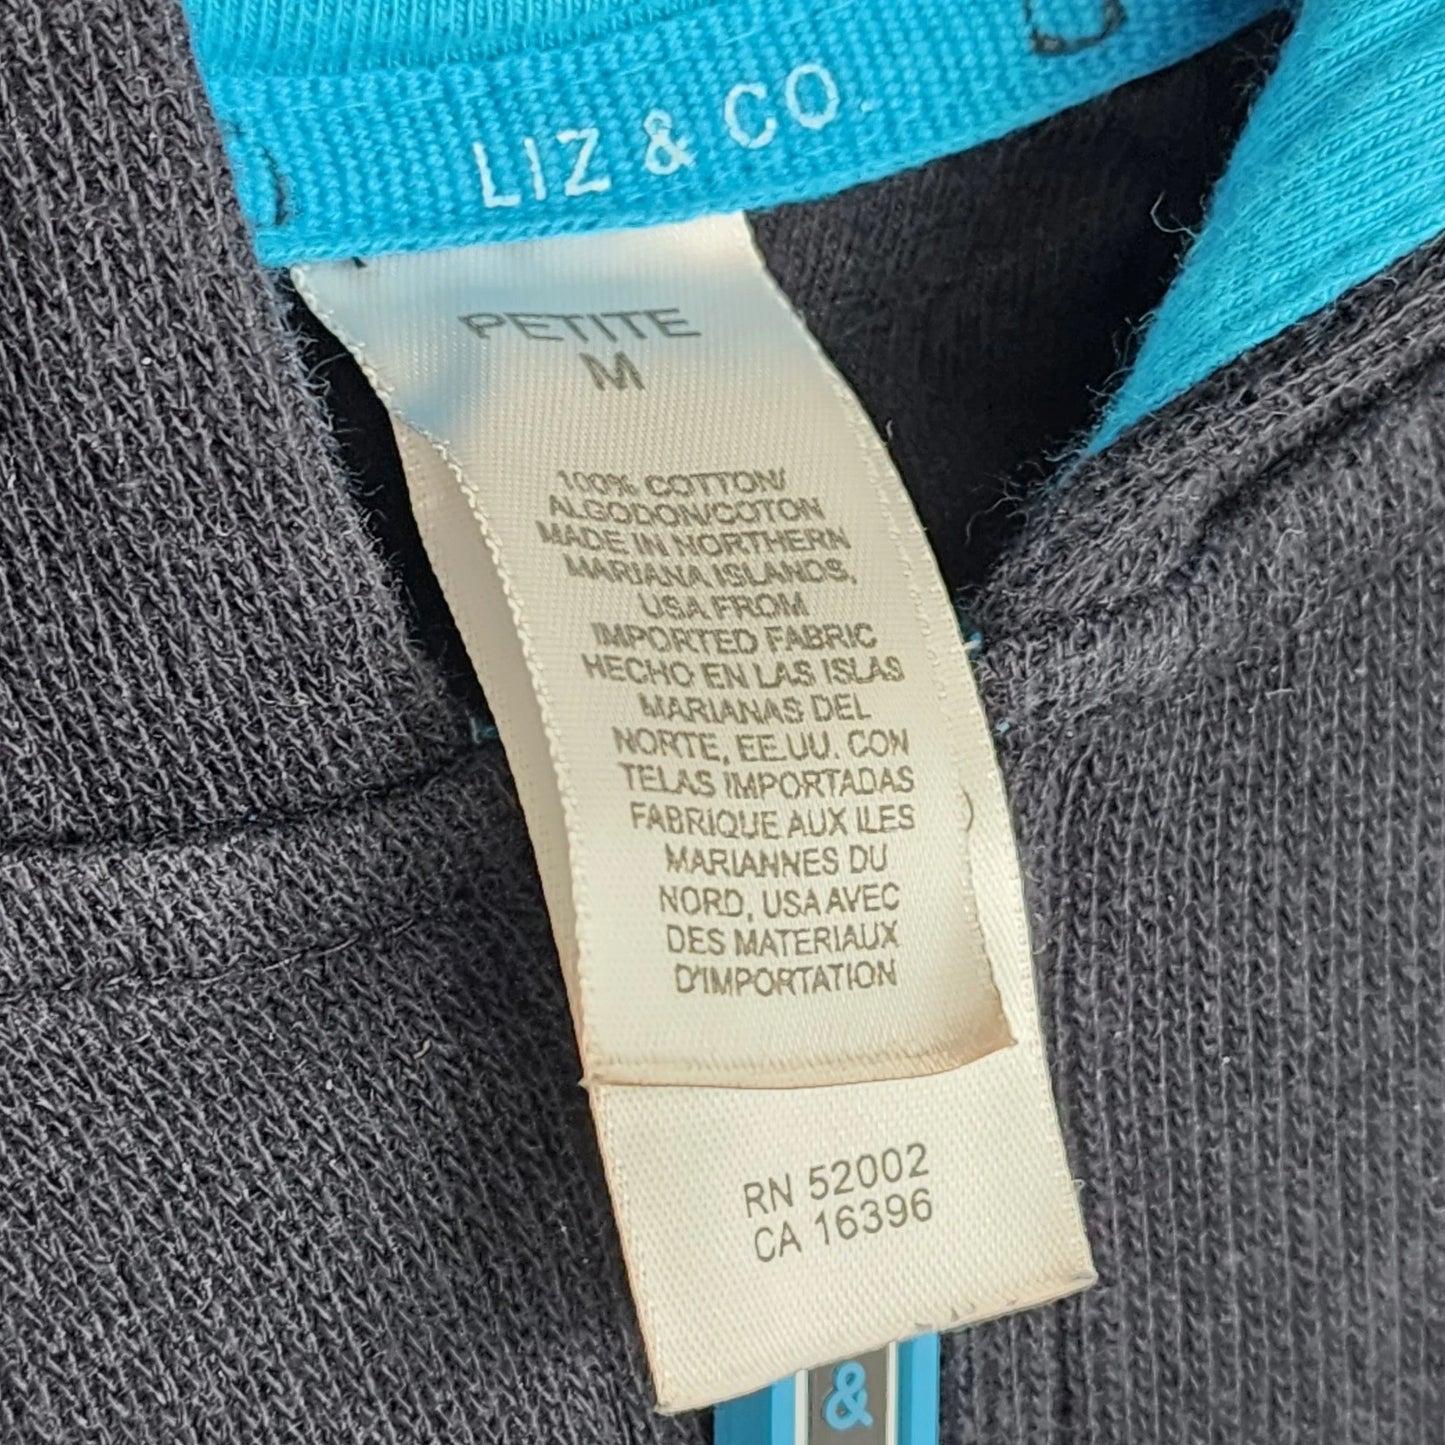 LIZ & CO.
PETITE
M
100% COTTON/
ALGODON/COTON
MADE IN NORTHERN
MARIANA ISLANDS,
USA FROM
IMPORTED FABRIC
HECHO EN LAS ISLAS
MARIANAS DEL
NORTE, EE.UU. CON
TELAS IMPORTADAS
FABRIQUE AUX ILES
MARIANNES DU
NORD, USA AVEC
DES MATERIAUX
D'IMPORTATION
RN 52002
CA 16396
&